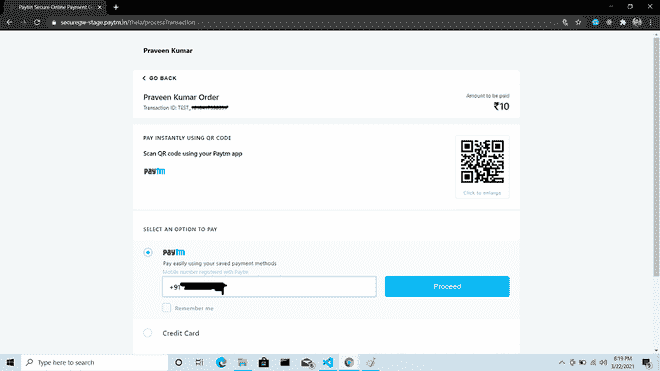 Paytm Secure Online Payment
securegw-stage.paytm.in/theia/processTransaction
Praveen Kumar
GO BACK
Praveen Kumar Order
Transaction ID: TEST_
Amount to be paid
₹10
PAY INSTANTLY USING QR CODE
Scan QR code using your Paytm app
paytm
Click to enlarge
SELECT AN OPTION TO PAY
paytm
Pay easily using your saved payment methods
Mobile number registered with Paytm
+91
Proceed
Remember me
Credit Card
Type here to search
8:19 PM
3/22/2021